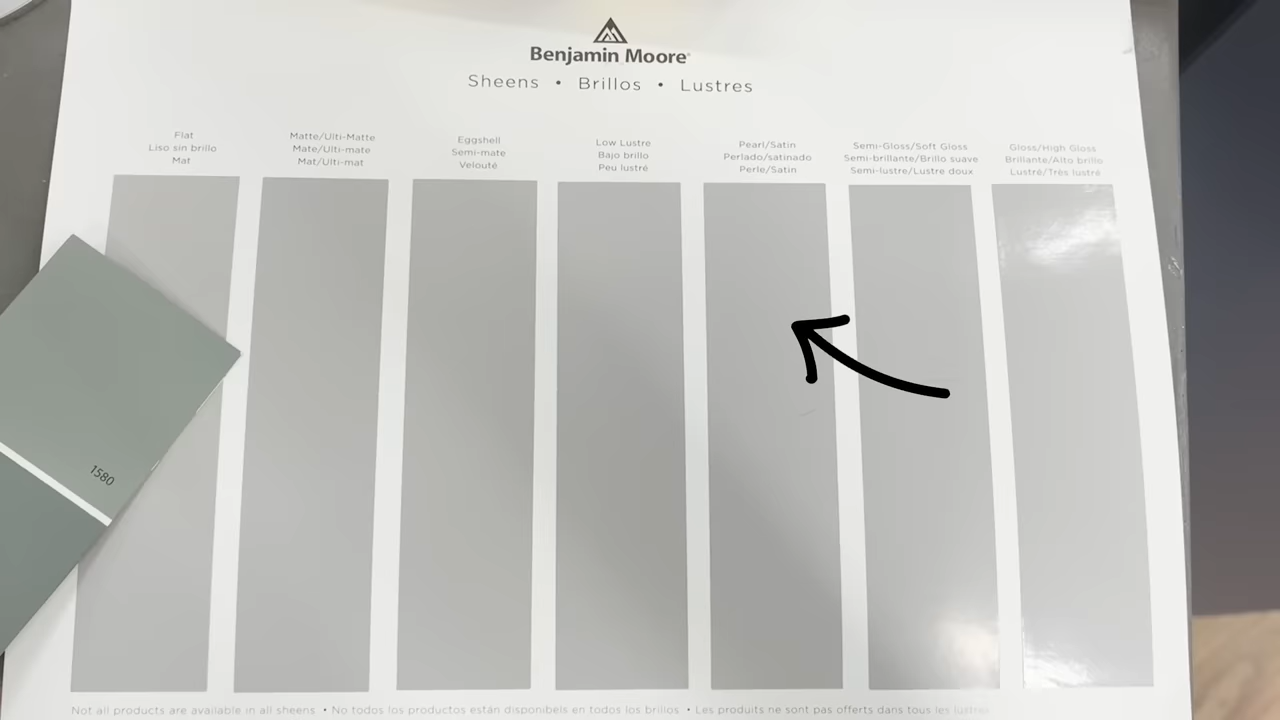 Benjamin Moore®
Sheens • Brillos • Lustres
Flat
Liso sin brillo
Mat
Matte/Ulti-Matte
Mate/Ulti-mate
Mat/Ulti-mat
Eggshell
Semi-mate
Velouté
Low Lustre
Bajo brillo
Peu lustré
Pearl/Satin
Perlado/satinado
Perle/Satin
Semi-Gloss/Soft Gloss
Semi-brillante/Brillo suave
Semi-lustre/Lustre doux
Gloss/High Gloss
Brillante/Alto brillo
Lustré/Très lustré
1580
Not all products are available in all sheens • No todos los productos están disponibels en todos los brillos • Les produits ne sont pas offerts dans tous les lustres